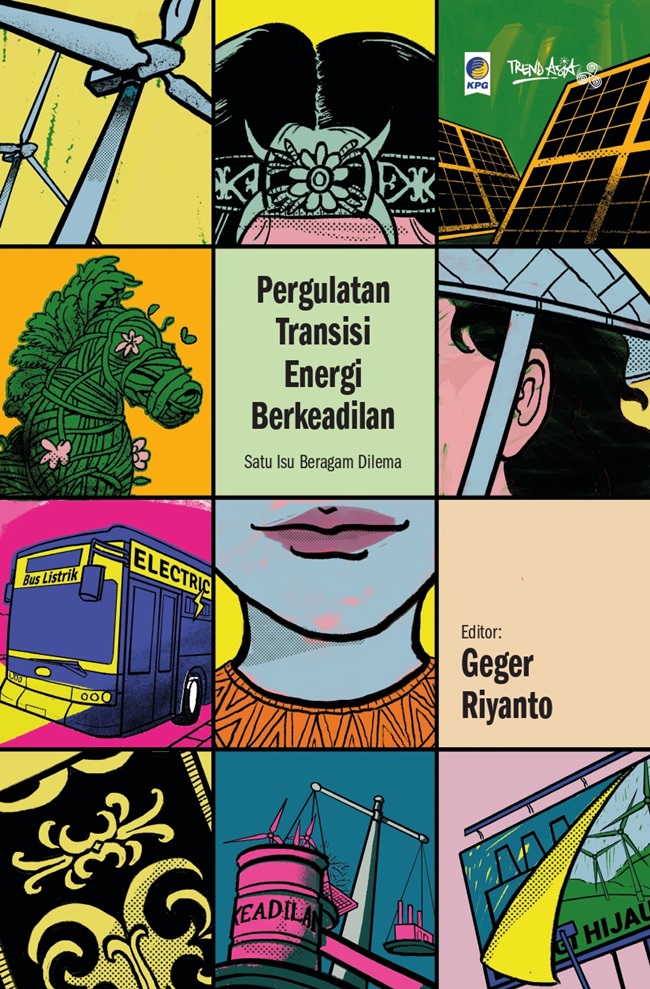 KPG
TREND ASIA
Pergulatan
Transisi
Energi
Berkeadilan
Satu Isu Beragam Dilema
Bus Listrik
ELECTRIC
Editor:
Geger
Riyanto
KEADILAN
HIJAU